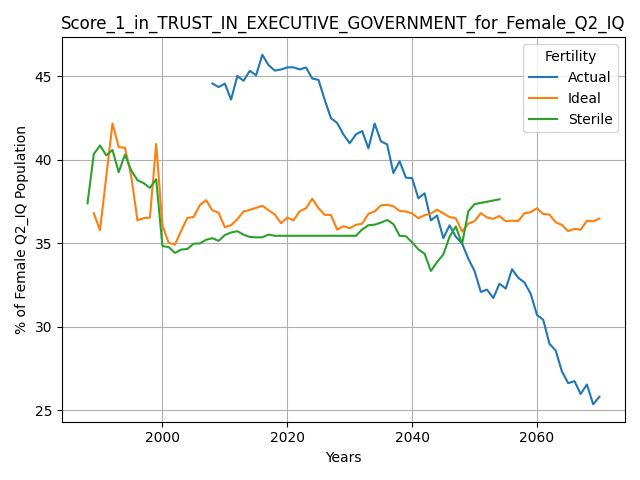 Score_1_in_TRUST_IN_EXECUTIVE_GOVERNMENT_for_Female_Q2_IQ
Fertility
Actual
Ideal
Sterile
% of Female Q2_IQ Population
45
40
35
30
25
2000
2020
2040
2060
Years